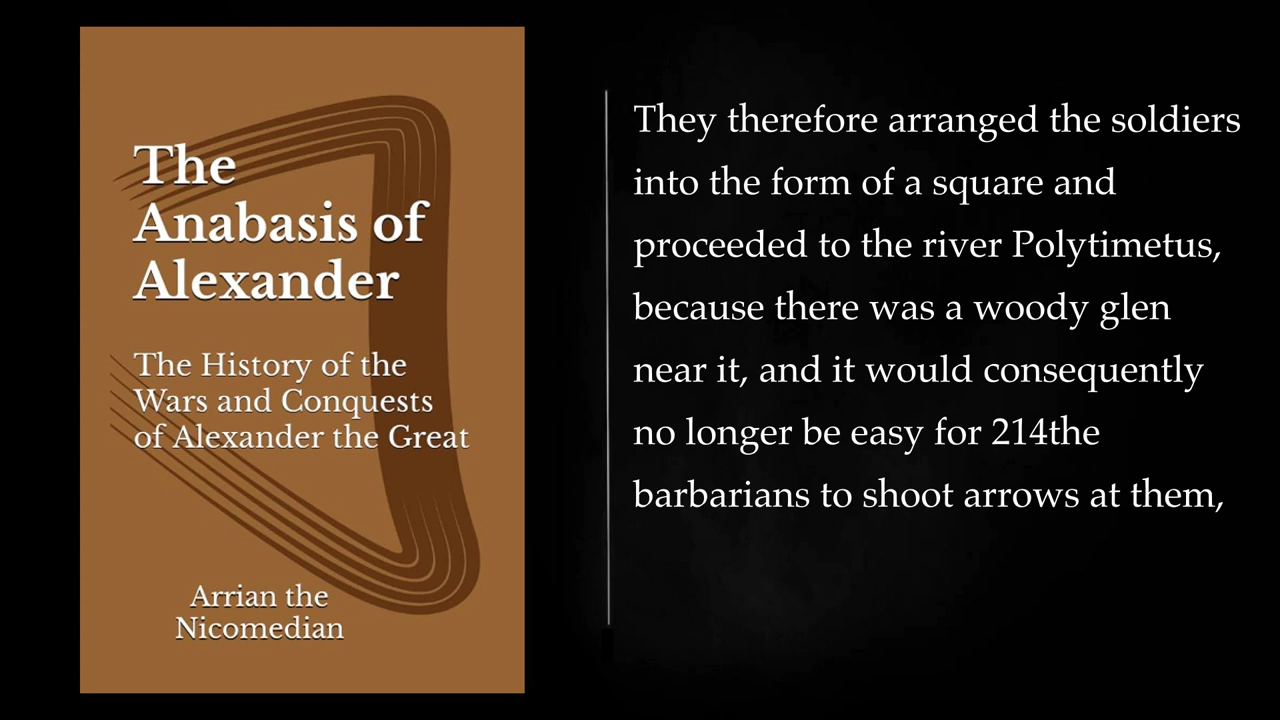 The
Anabasis of
Alexander
The History of the
Wars and Conquests
of Alexander the Great
Arrian the
Nicomedian
They therefore arranged the soldiers
into the form of a square and
proceeded to the river Polytimetus,
because there was a woody glen
near it, and it would consequently
no longer be easy for 214the
barbarians to shoot arrows at them,